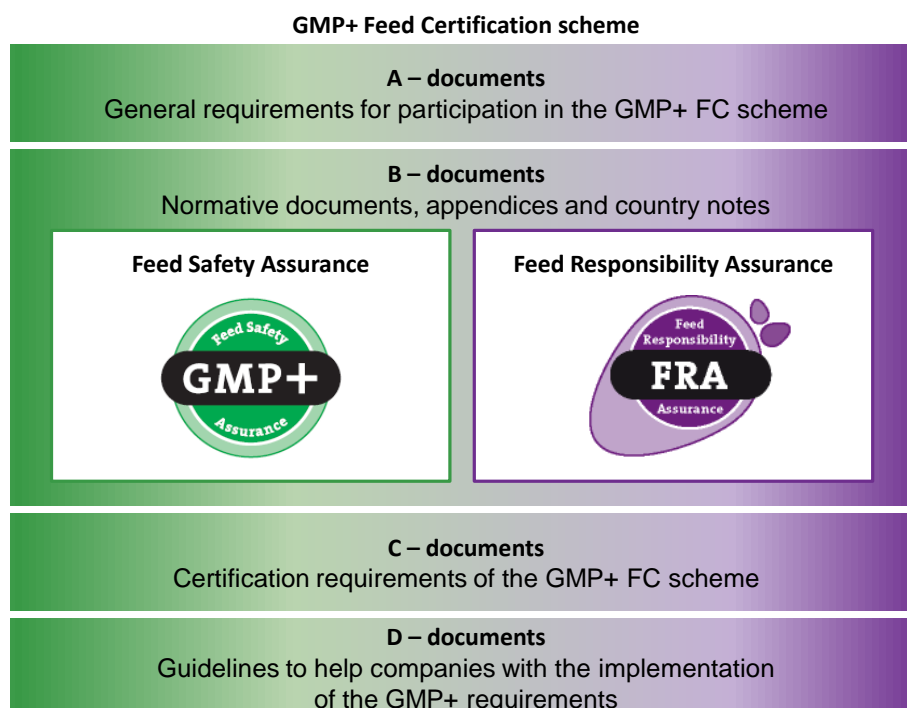 GMP+ Feed Certification scheme
A – documents
General requirements for participation in the GMP+ FC scheme
B – documents
Normative documents, appendices and country notes
Feed Safety Assurance
Feed Safety
GMP+
Assurance
Feed Responsibility Assurance
Feed
Responsibility
FRA
Assurance
C – documents
Certification requirements of the GMP+ FC scheme
D – documents
Guidelines to help companies with the implementation
of the GMP+ requirements